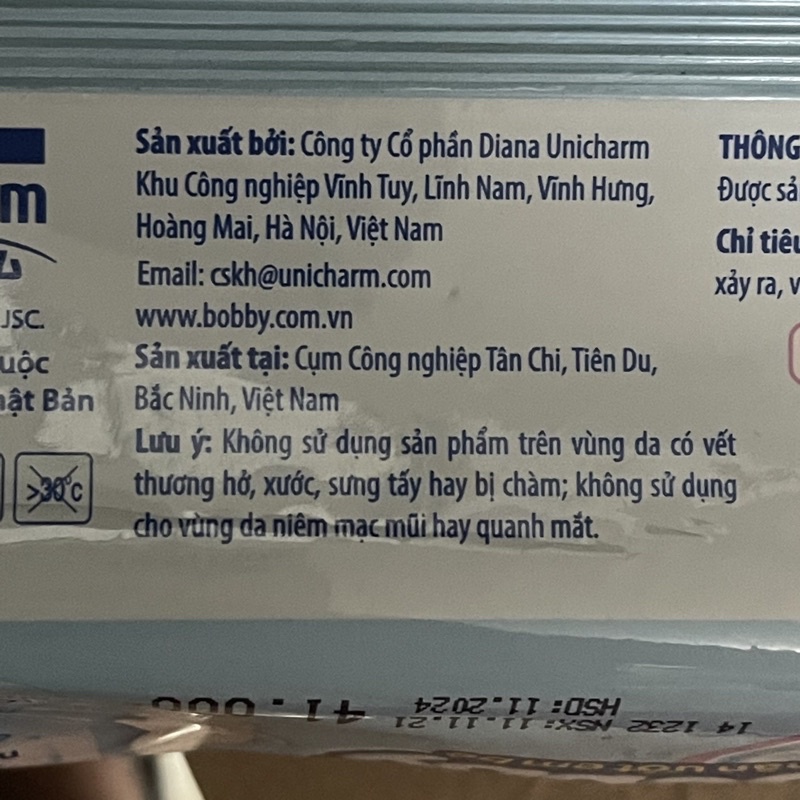 Sản xuất bởi: Công ty Cổ phần Diana Unicharm
Khu Công nghiệp Vĩnh Tuy, Lĩnh Nam, Vĩnh Hưng,
Hoàng Mai, Hà Nội, Việt Nam
Email: cskh@unicharm.com
www.bobby.com.vn
Sản xuất tại: Cụm Công nghiệp Tân Chi, Tiên Du,
Bắc Ninh, Việt Nam
Lưu ý: Không sử dụng sản phẩm trên vùng da có vết
thương hở, xước, sưng tấy hay bị chàm; không sử dụng
cho vùng da niêm mạc mũi hay quanh mắt.
JSC.
Bản
>30°C
THÔNG
Được
Chỉ tiêu
xảy ra,
14 1232 NSX: 11.11.21
HSD: 11.2024